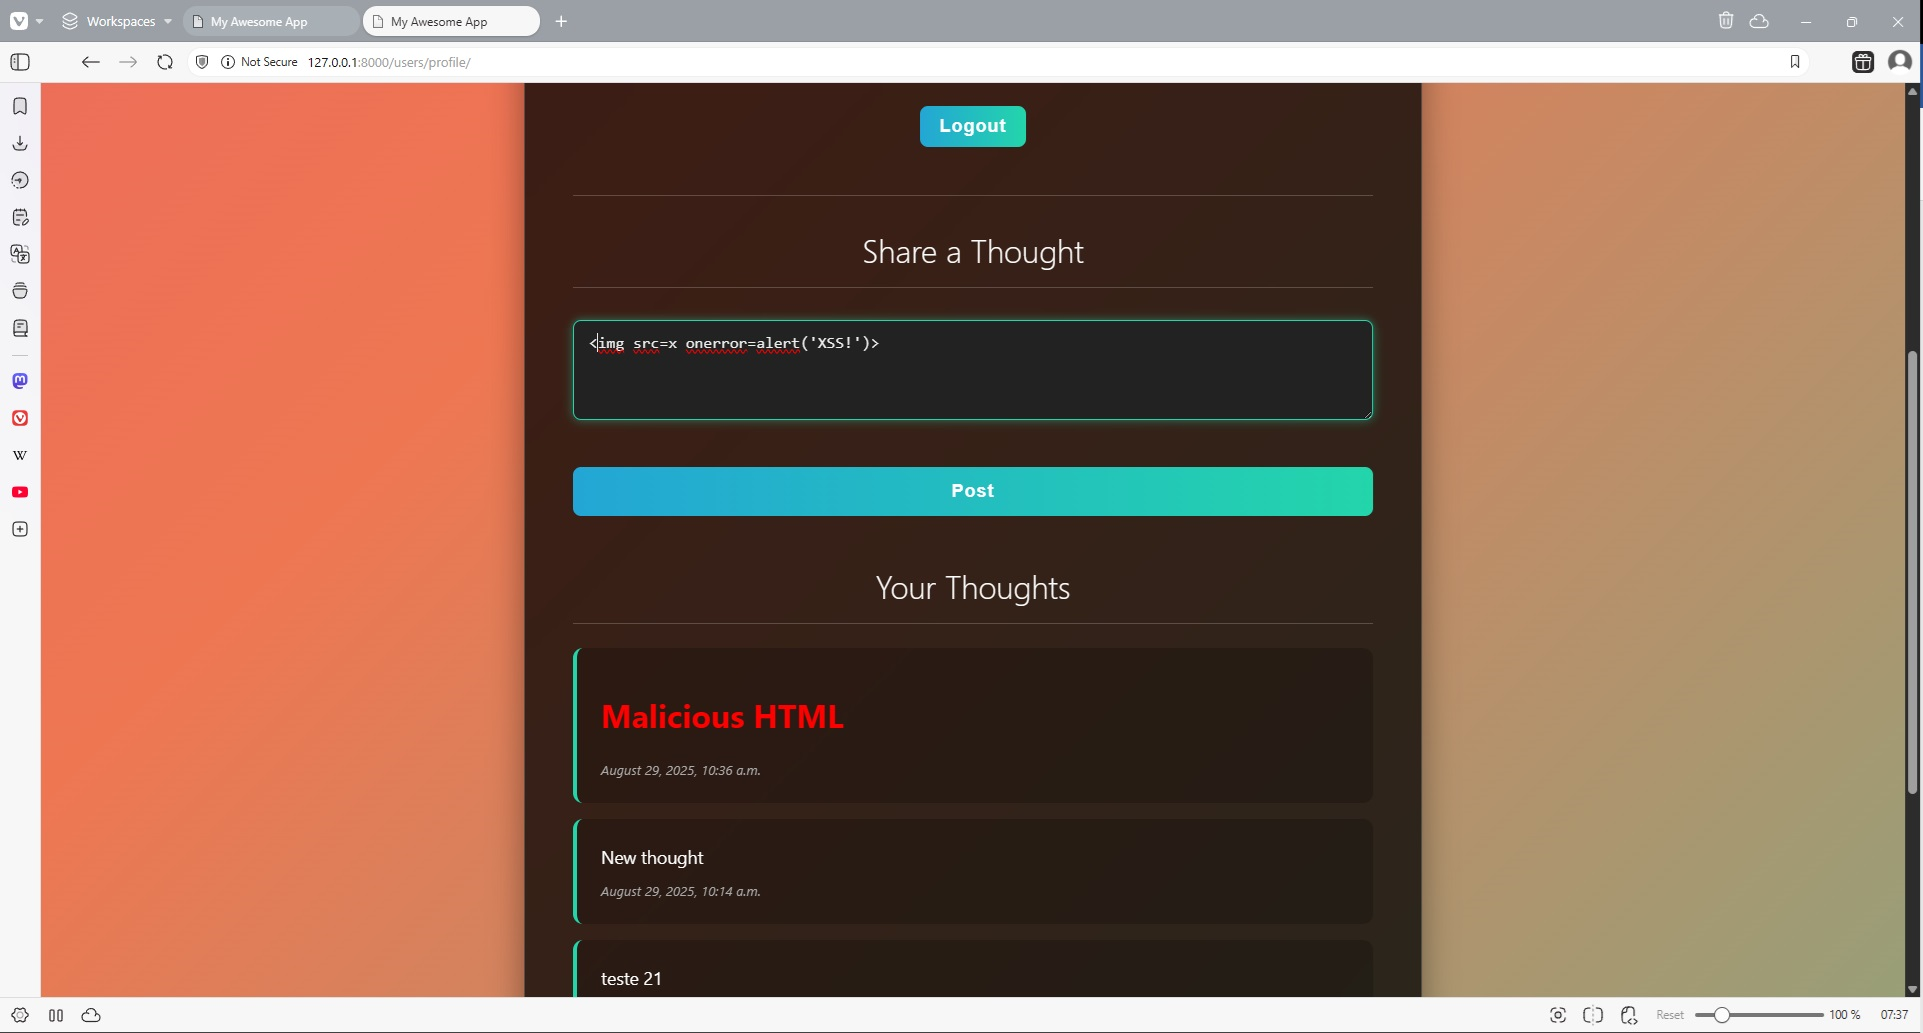 Workspaces
My Awesome App
My Awesome App
Not Secure
127.0.0.1:8000/users/profile/
Logout
Share a Thought
<img src=x onerror=alert('XSS!')>
Post
Your Thoughts
Malicious HTML
August 29, 2025, 10:36 a.m.
New thought
August 29, 2025, 10:14 a.m.
teste 21
W
Reset
100 %
07:37